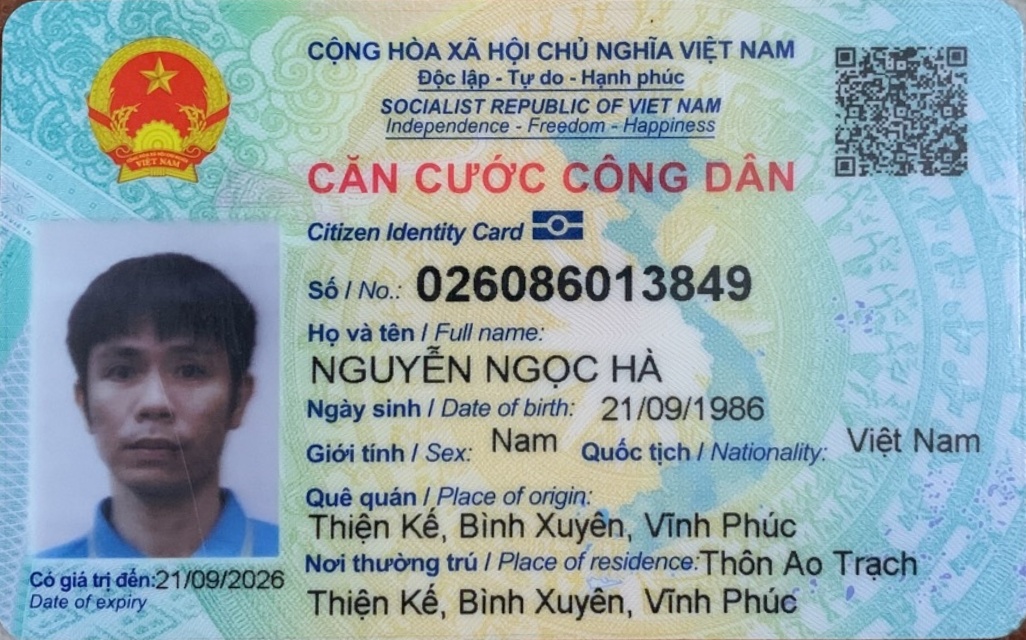 CỘNG HÒA XÃ HỘI CHỦ NGHĨA VIỆT NAM
Độc lập - Tự do - Hạnh phúc
SOCIALIST REPUBLIC OF VIET NAM
Independence - Freedom - Happiness
VIỆT NAM
CĂN CƯỚC CÔNG DÂN
Citizen Identity Card
Số / No.: 026086013849
Họ và tên / Full name:
NGUYỄN NGỌC HÀ
Ngày sinh / Date of birth: 21/09/1986
Giới tính / Sex: Nam Quốc tịch / Nationality: Việt Nam
Quê quán / Place of origin:
Thiện Kế, Bình Xuyên, Vĩnh Phúc
Nơi thường trú / Place of residence: Thôn Ao Trạch
Thiện Kế, Bình Xuyên, Vĩnh Phúc
Có giá trị đến: 21/09/2026
Date of expiry